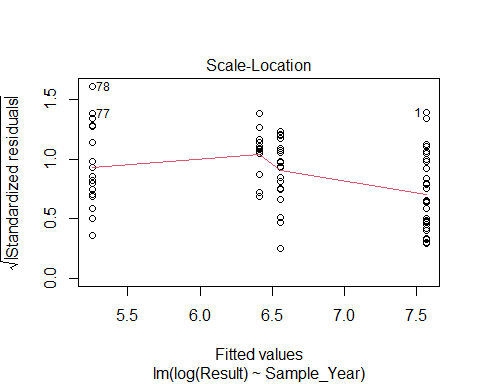 Scale-Location
√|Standardized residuals|
1.5
1.0
0.5
0.0
78
77
1
5.5 6.0 6.5 7.0 7.5
Fitted values
lm(log(Result) ~ Sample_Year)